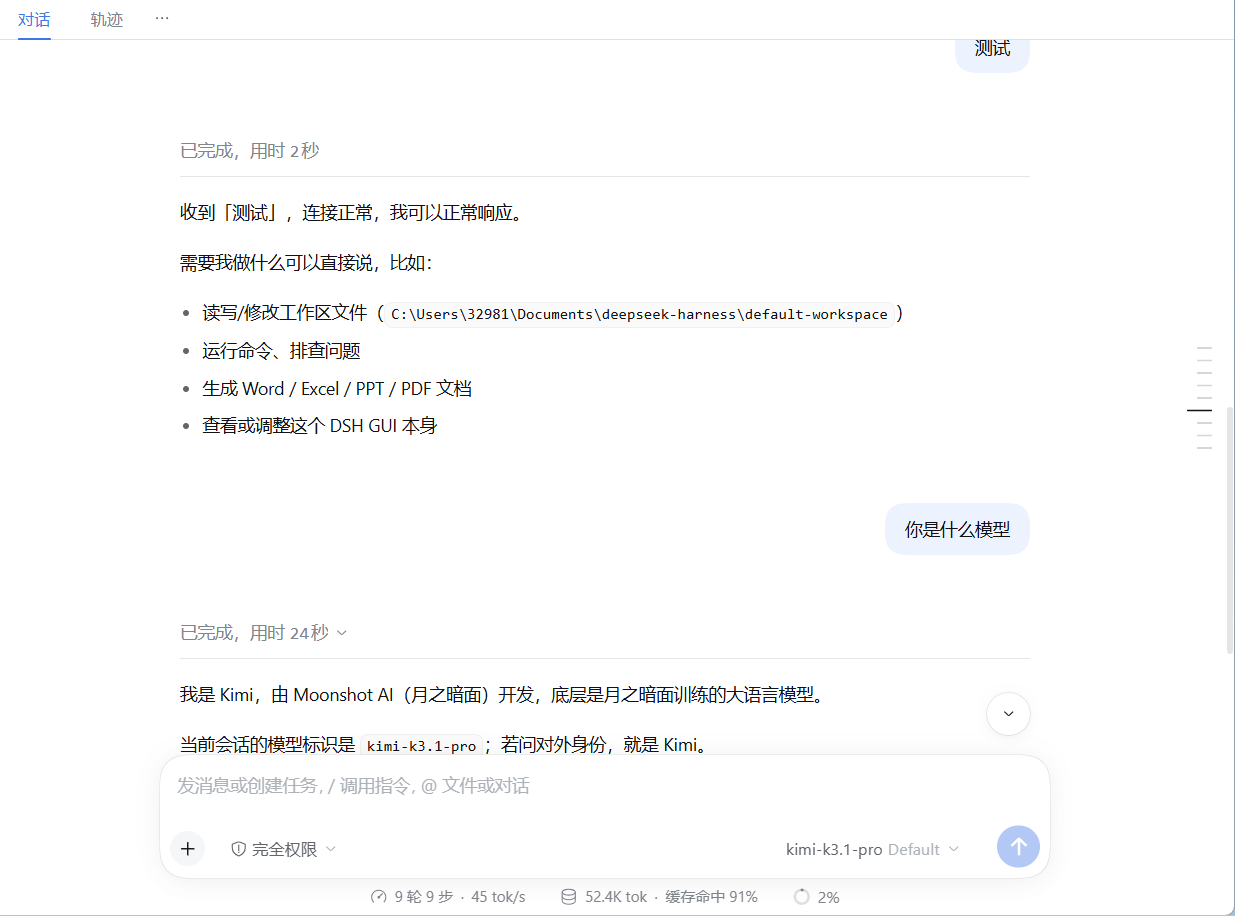 对话 轨迹 ...
测试
已完成，用时 2秒
收到「测试」，连接正常，我可以正常响应。
需要我做什么可以直接说，比如：
• 读写/修改工作区文件（C:\Users\32981\Documents\deepseek-harness\default-workspace）
• 运行命令、排查问题
• 生成 Word / Excel / PPT / PDF 文档
• 查看或调整这个 DSH GUI 本身
你是什么模型
已完成，用时 24秒
我是 Kimi，由 Moonshot AI（月之暗面）开发，底层是月之暗面训练的大语言模型。
当前会话的模型标识是 kimi-k3.1-pro；若问对外身份，就是 Kimi。
发消息或创建任务, / 调用指令, @ 文件或对话
完全权限 kimi-k3.1-pro Default
9 轮 9 步 · 45 tok/s 52.4K tok · 缓存命中 91% 2%